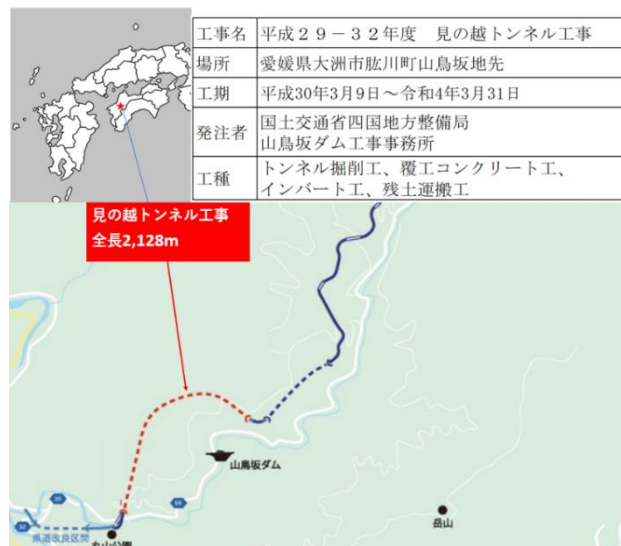 工事名 平成29-32年度 見の越トンネル工事
場所 愛媛県大洲市肱川町山鳥坂地先
工期 平成30年3月9日～令和4年3月31日
発注者 国土交通省四国地方整備局
山鳥坂ダム工事事務所
工種 トンネル掘削工、覆工コンクリート工、
インバート工、残土運搬工
見の越トンネル工事
全長2,128m
山鳥坂ダム
岳山
県道改良区間
丸山公園